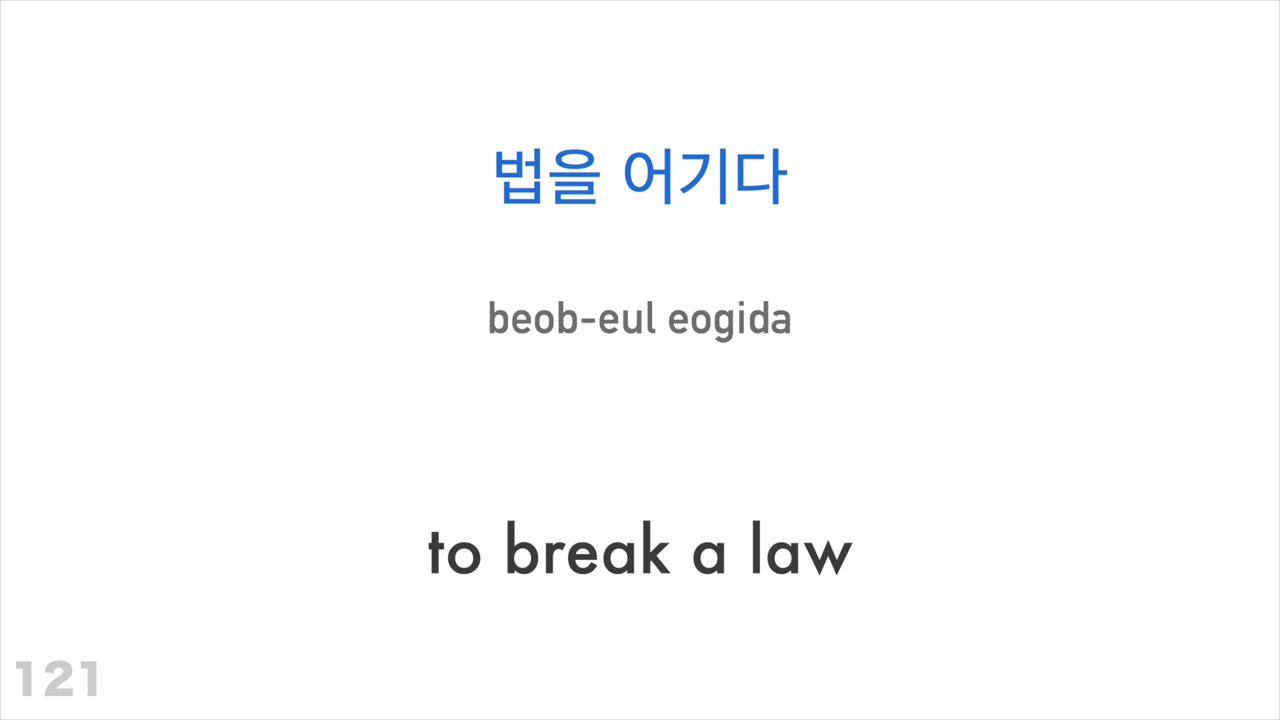 법을 어기다
beob-eul eogida
to break a law
121